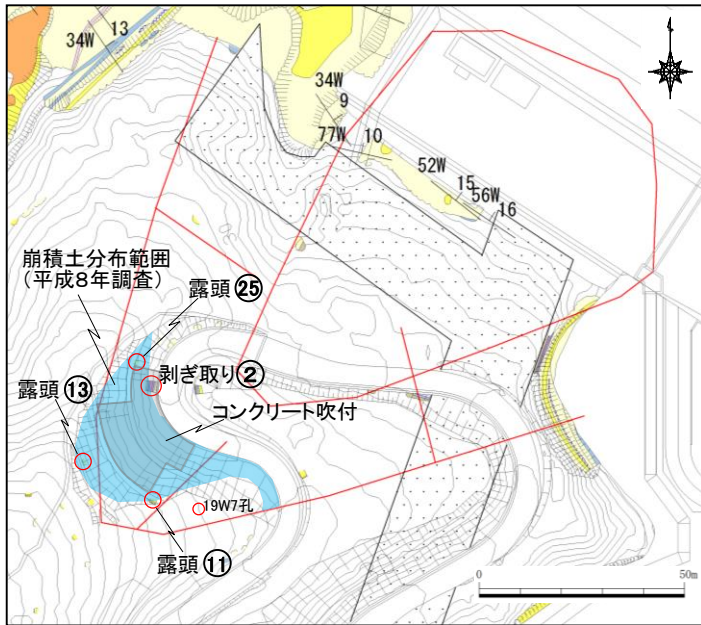 13
34W
34W
9
77W
10
52W
15
56W
16
崩積土分布範囲
(平成8年調査)
露頭㉕
剥ぎ取り②
露頭⑬
コンクリート吹付
19W7孔
露頭⑪
0 50m